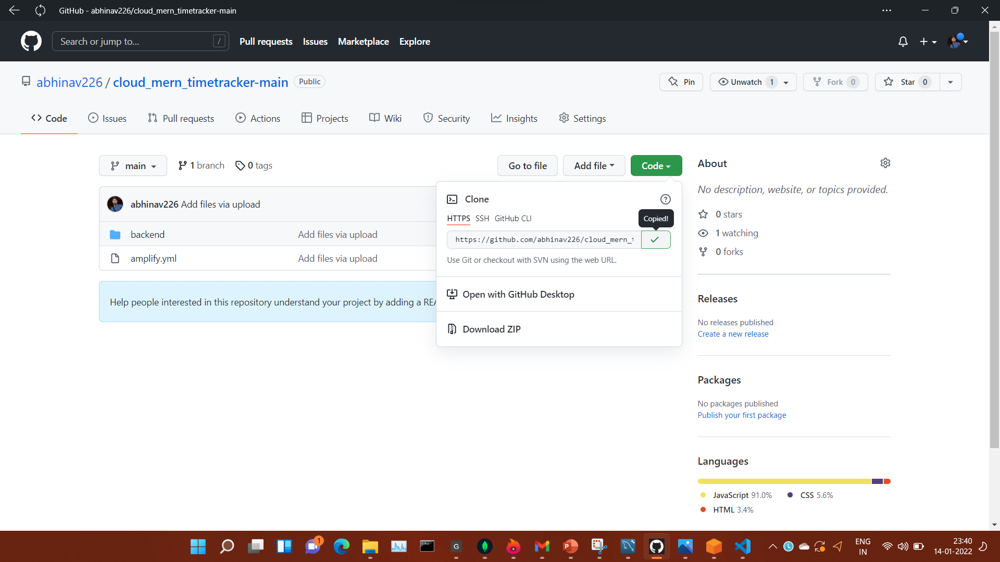 GitHub - abhinav226/cloud_mern_timetracker-main
Search or jump to... /
Pull requests Issues Marketplace Explore
abhinav226 / cloud_mern_timetracker-main Public
Pin Unwatch 1 Fork 0 Star 0
Code Issues Pull requests Actions Projects Wiki Security Insights Settings
main 1 branch 0 tags
Go to file Add file Code
abhinav226 Add files via upload
backend Add files via upload
amplify.yml Add files via upload
Help people interested in this repository understand your project by adding a REA
Clone
HTTPS SSH GitHub CLI
Copied!
https://github.com/abhinav226/cloud_mern_t
Use Git or checkout with SVN using the web URL.
Open with GitHub Desktop
Download ZIP
About
No description, website, or topics provided.
0 stars
1 watching
0 forks
Releases
No releases published
Create a new release
Packages
No packages published
Publish your first package
Languages
JavaScript 91.0% CSS 5.6%
HTML 3.4%
1
G
L
ENG
IN
23:40
14-01-2022